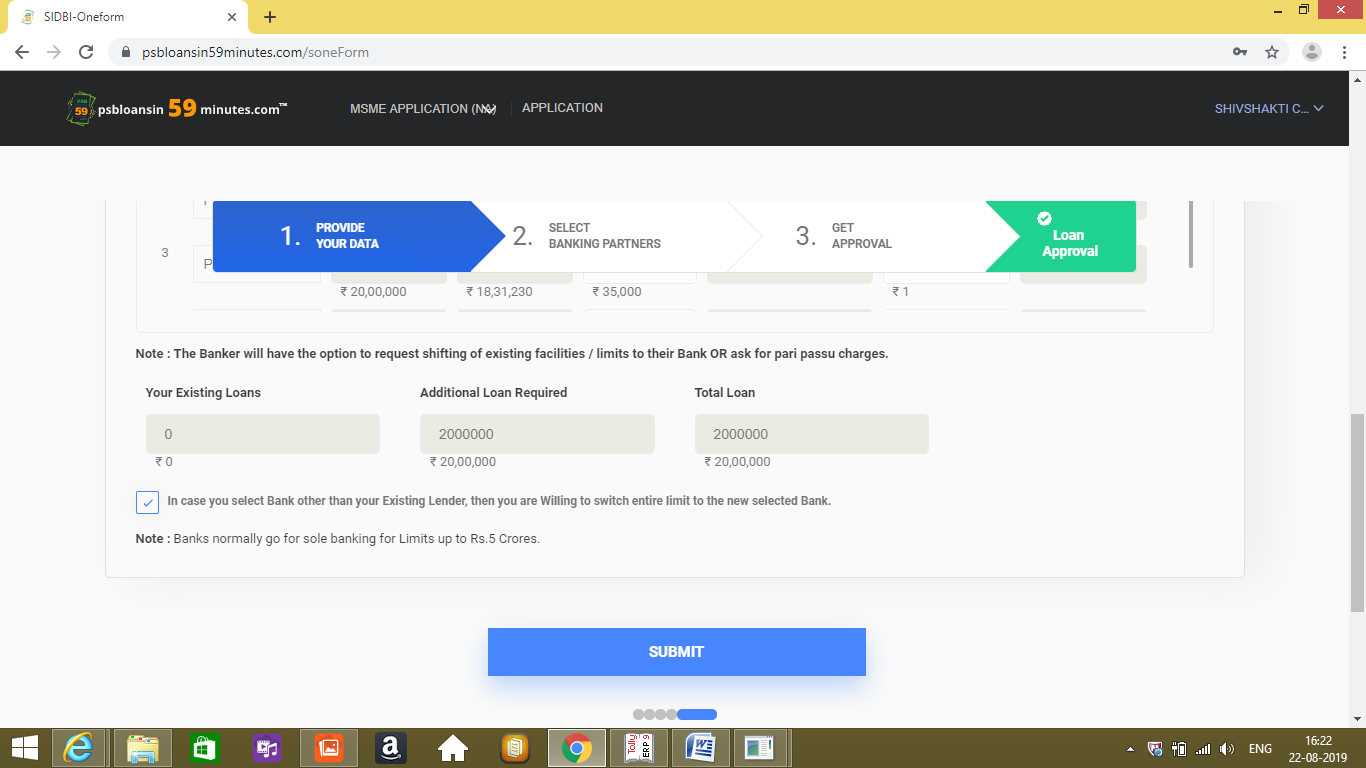 SIDBI-Oneform
psbloansin59minutes.com/soneForm
psbloansin 59 minutes.com™
MSME APPLICATION (N
APPLICATION
SHIVSHAKTI C...
1. PROVIDE
YOUR DATA
2. SELECT
BANKING PARTNERS
3. GET
APPROVAL
Loan
Approval
3
P
₹ 20,00,000 ₹ 18,31,230 ₹ 35,000 ₹ 1
Note : The Banker will have the option to request shifting of existing facilities / limits to their Bank OR ask for pari passu charges.
Your Existing Loans Additional Loan Required Total Loan
0 2000000 2000000
₹ 0 ₹ 20,00,000 ₹ 20,00,000
In case you select Bank other than your Existing Lender, then you are Willing to switch entire limit to the new selected Bank.
Note : Banks normally go for sole banking for Limits up to Rs.5 Crores.
SUBMIT
ENG
16:22
22-08-2019